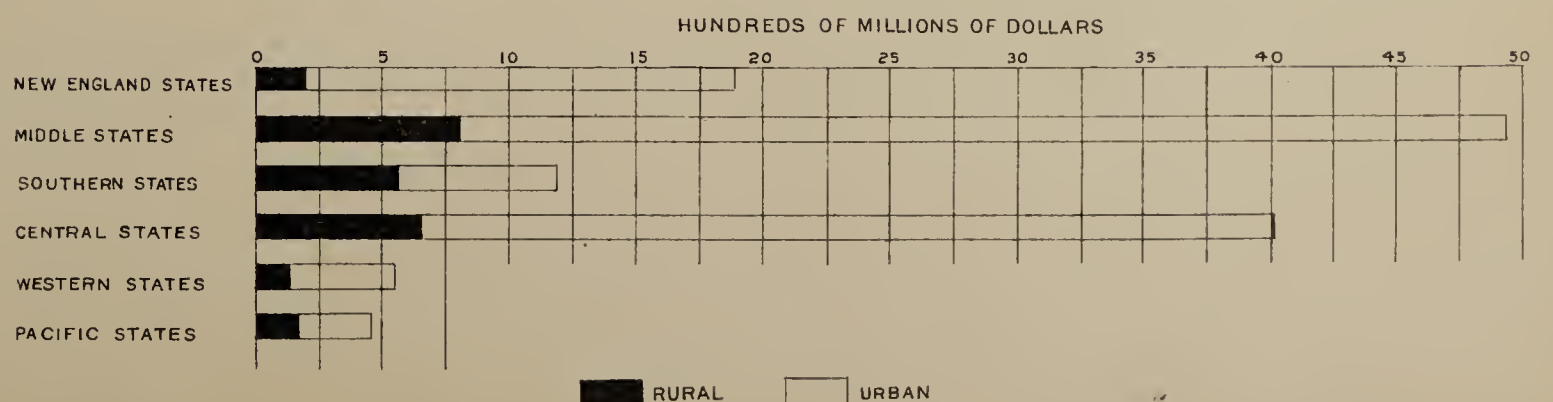 HUNDREDS OF MILLIONS OF DOLLARS
0 5 10 15 20 25 30 35 40 45 50
NEW ENGLAND STATES
MIDDLE STATES
SOUTHERN STATES
CENTRAL STATES
WESTERN STATES
PACIFIC STATES
RURAL URBAN